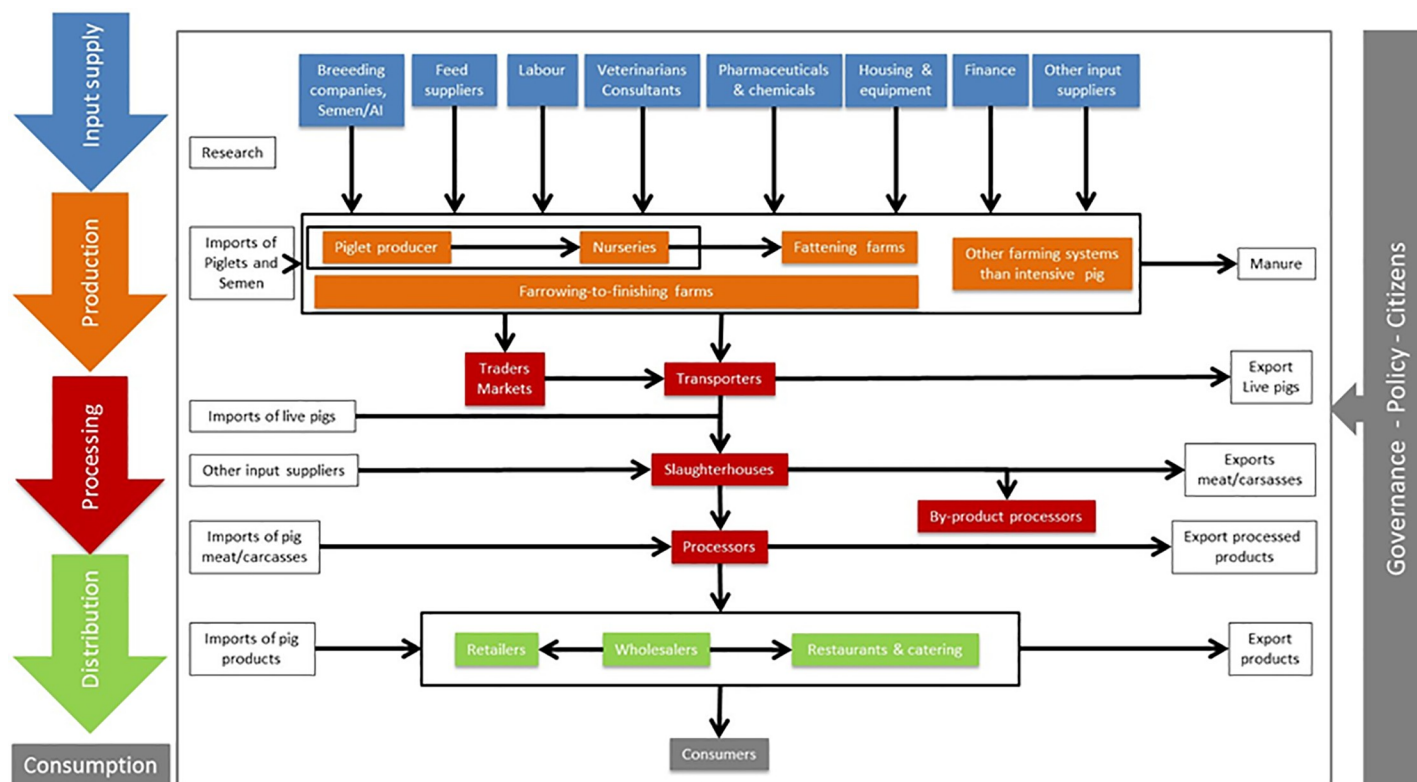 Input supply
Production
Processing
Distribution
Consumption
Breeeding
companies,
Semen/AI
Feed
suppliers
Labour
Veterinarians
Consultants
Pharmaceuticals
& chemicals
Housing &
equipment
Finance
Other input
suppliers
Research
Imports of
Piglets and
Semen
Piglet producer
Nurseries
Fattening farms
Other farming systems
than intensive pig
Farrowing-to-finishing farms
Manure
Traders
Markets
Transporters
Export
Live pigs
Imports of live pigs
Other input suppliers
Slaughterhouses
Exports
meat/carsasses
By-product processors
Imports of pig
meat/carcasses
Processors
Export processed
products
Imports of pig
products
Retailers
Wholesalers
Restaurants & catering
Export
products
Consumers
Governance - Policy - Citizens